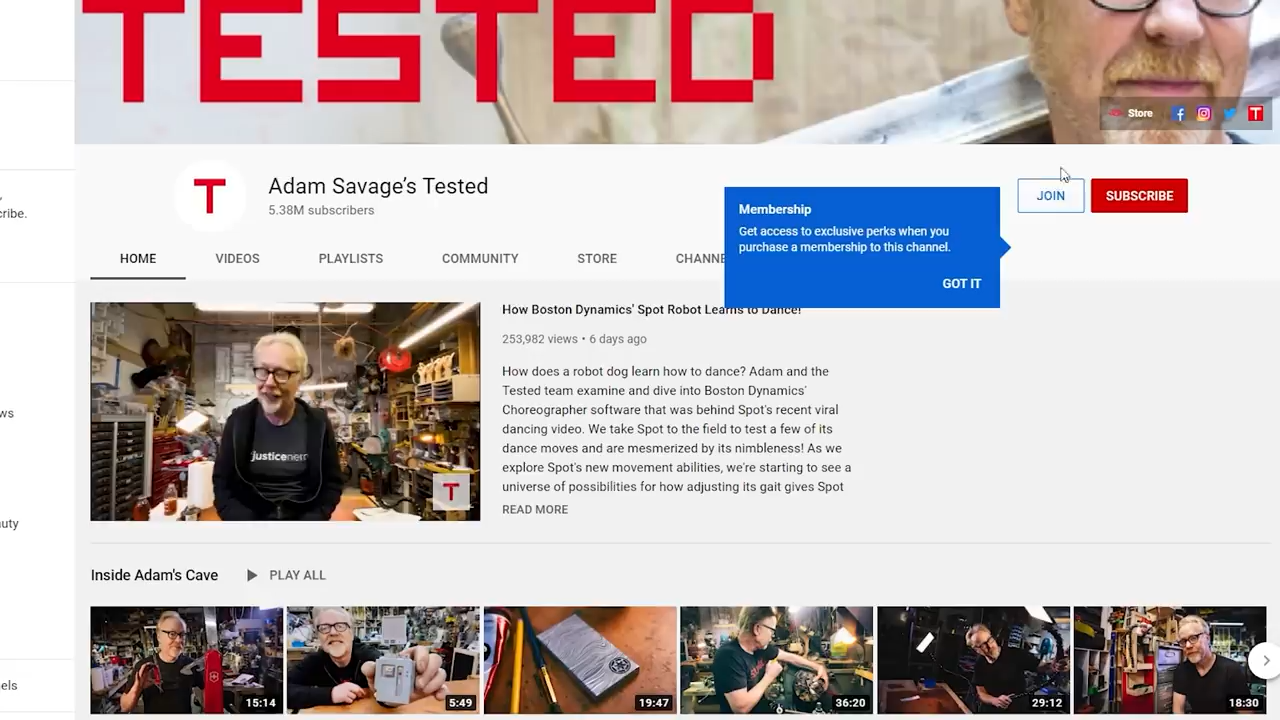 TESTED
Store
T
Adam Savage’s Tested
5.38M subscribers
JOIN
SUBSCRIBE
Membership
Get access to exclusive perks when you
purchase a membership to this channel.
GOT IT
HOME
VIDEOS
PLAYLISTS
COMMUNITY
STORE
CHANNE
cribe.
How Boston Dynamics' Spot Robot Learns to Dance!
253,982 views • 6 days ago
How does a robot dog learn how to dance? Adam and the
Tested team examine and dive into Boston Dynamics'
Choreographer software that was behind Spot's recent viral
dancing video. We take Spot to the field to test a few of its
dance moves and are mesmerized by its nimbleness! As we
explore Spot's new movement abilities, we're starting to see a
universe of possibilities for how adjusting its gait gives Spot
READ MORE
justice
T
ws
auty
Inside Adam's Cave
PLAY ALL
els
15:14
5:49
19:47
36:20
29:12
18:30